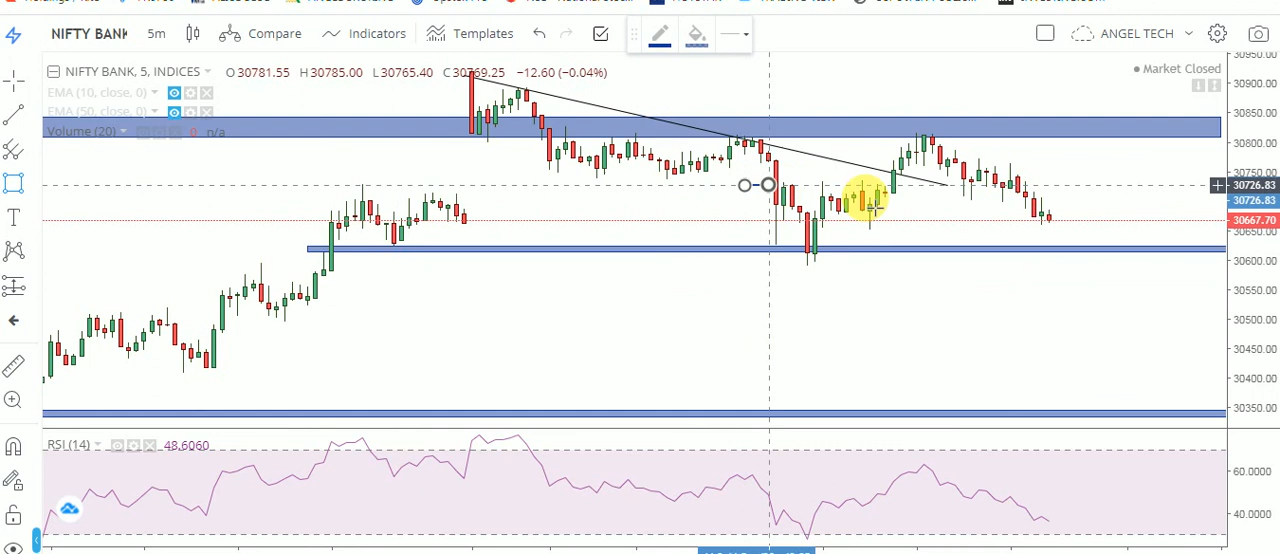 NIFTY BANK 5m Compare Indicators Templates ANGEL TECH
NIFTY BANK, 5, INDICES O30781.55 H30785.00 L30765.40 C30769.25 −12.60 (−0.04%)
Market Closed
EMA (10, close, 0)
EMA (50, close, 0)
Volume (20) 0 n/a
30900.00
30850.00
30800.00
30750.00
30726.83
30726.83
30667.70
30650.00
30600.00
30550.00
30500.00
30450.00
30400.00
30350.00
RSI (14) 48.6060
60.0000
40.0000